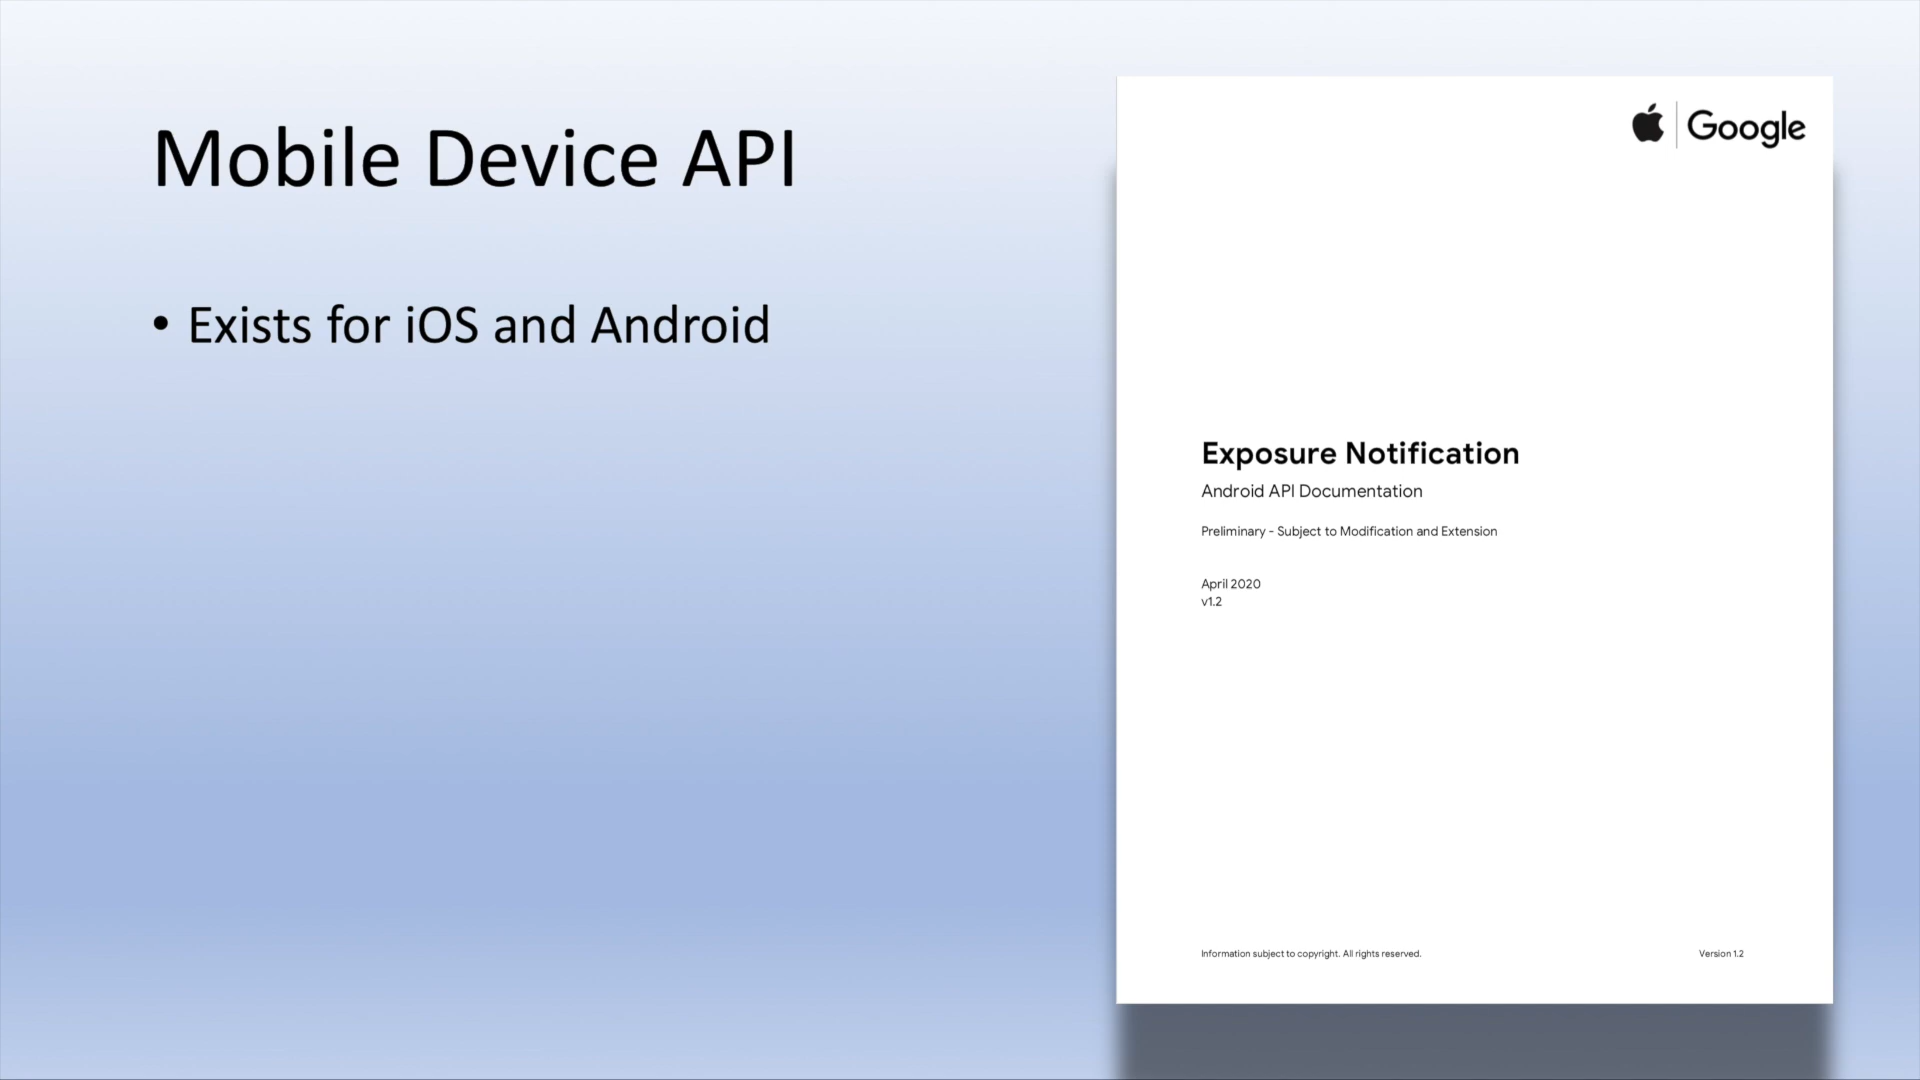 Mobile Device API
• Exists for iOS and Android
Google
Exposure Notification
Android API Documentation
Preliminary - Subject to Modification and Extension
April 2020
v1.2
Information subject to copyright. All rights reserved.
Version 1.2